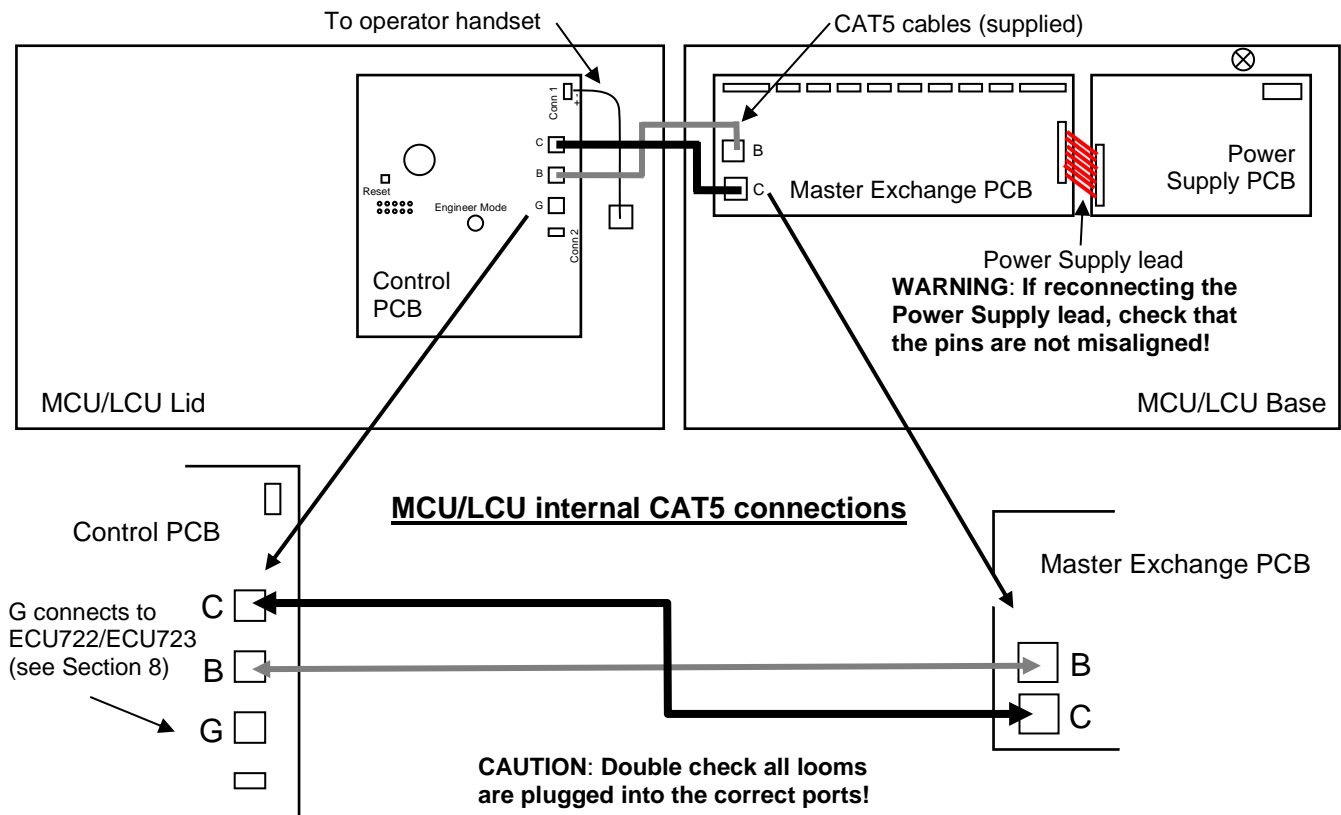 To operator handset
CAT5 cables (supplied)
Conn 1
+ -
C
B
G
Conn 2
Reset
Engineer Mode
Control
PCB
MCU/LCU Lid
B
C
Master Exchange PCB
Power
Supply PCB
Power Supply lead
WARNING: If reconnecting the
Power Supply lead, check that
the pins are not misaligned!
MCU/LCU Base
MCU/LCU internal CAT5 connections
Control PCB
C
B
G
G connects to
ECU722/ECU723
(see Section 8)
Master Exchange PCB
B
C
CAUTION: Double check all looms
are plugged into the correct ports!